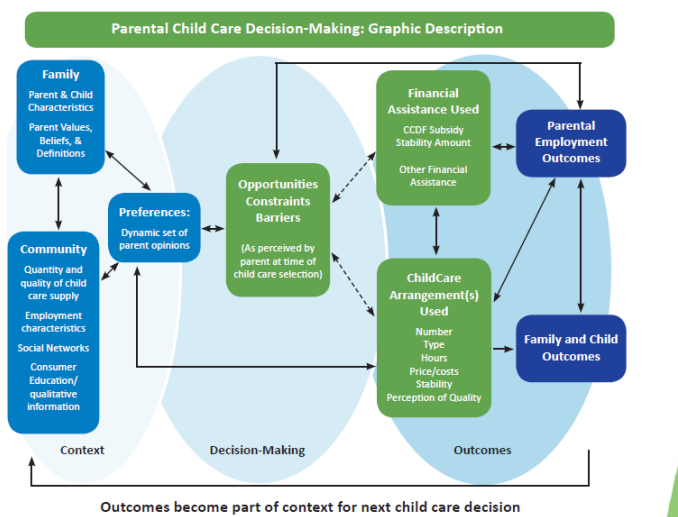 Parental Child Care Decision-Making: Graphic Description
Family
Parent & Child
Characteristics
Parent Values,
Beliefs, &
Definitions
Community
Quantity and
quality of child
care supply
Employment
characteristics
Social Networks
Consumer
Education/
qualitative
information
Preferences:
Dynamic set of
parent opinions
Opportunities
Constraints
Barriers
(As perceived by
parent at time of
child care selection)
Financial
Assistance Used
CCDF Subsidy
Stability Amount
Other Financial
Assistance
ChildCare
Arrangement(s)
Used
Number
Type
Hours
Price/costs
Stability
Perception of Quality
Parental
Employment
Outcomes
Family and Child
Outcomes
Context
Decision-Making
Outcomes
Outcomes become part of context for next child care decision